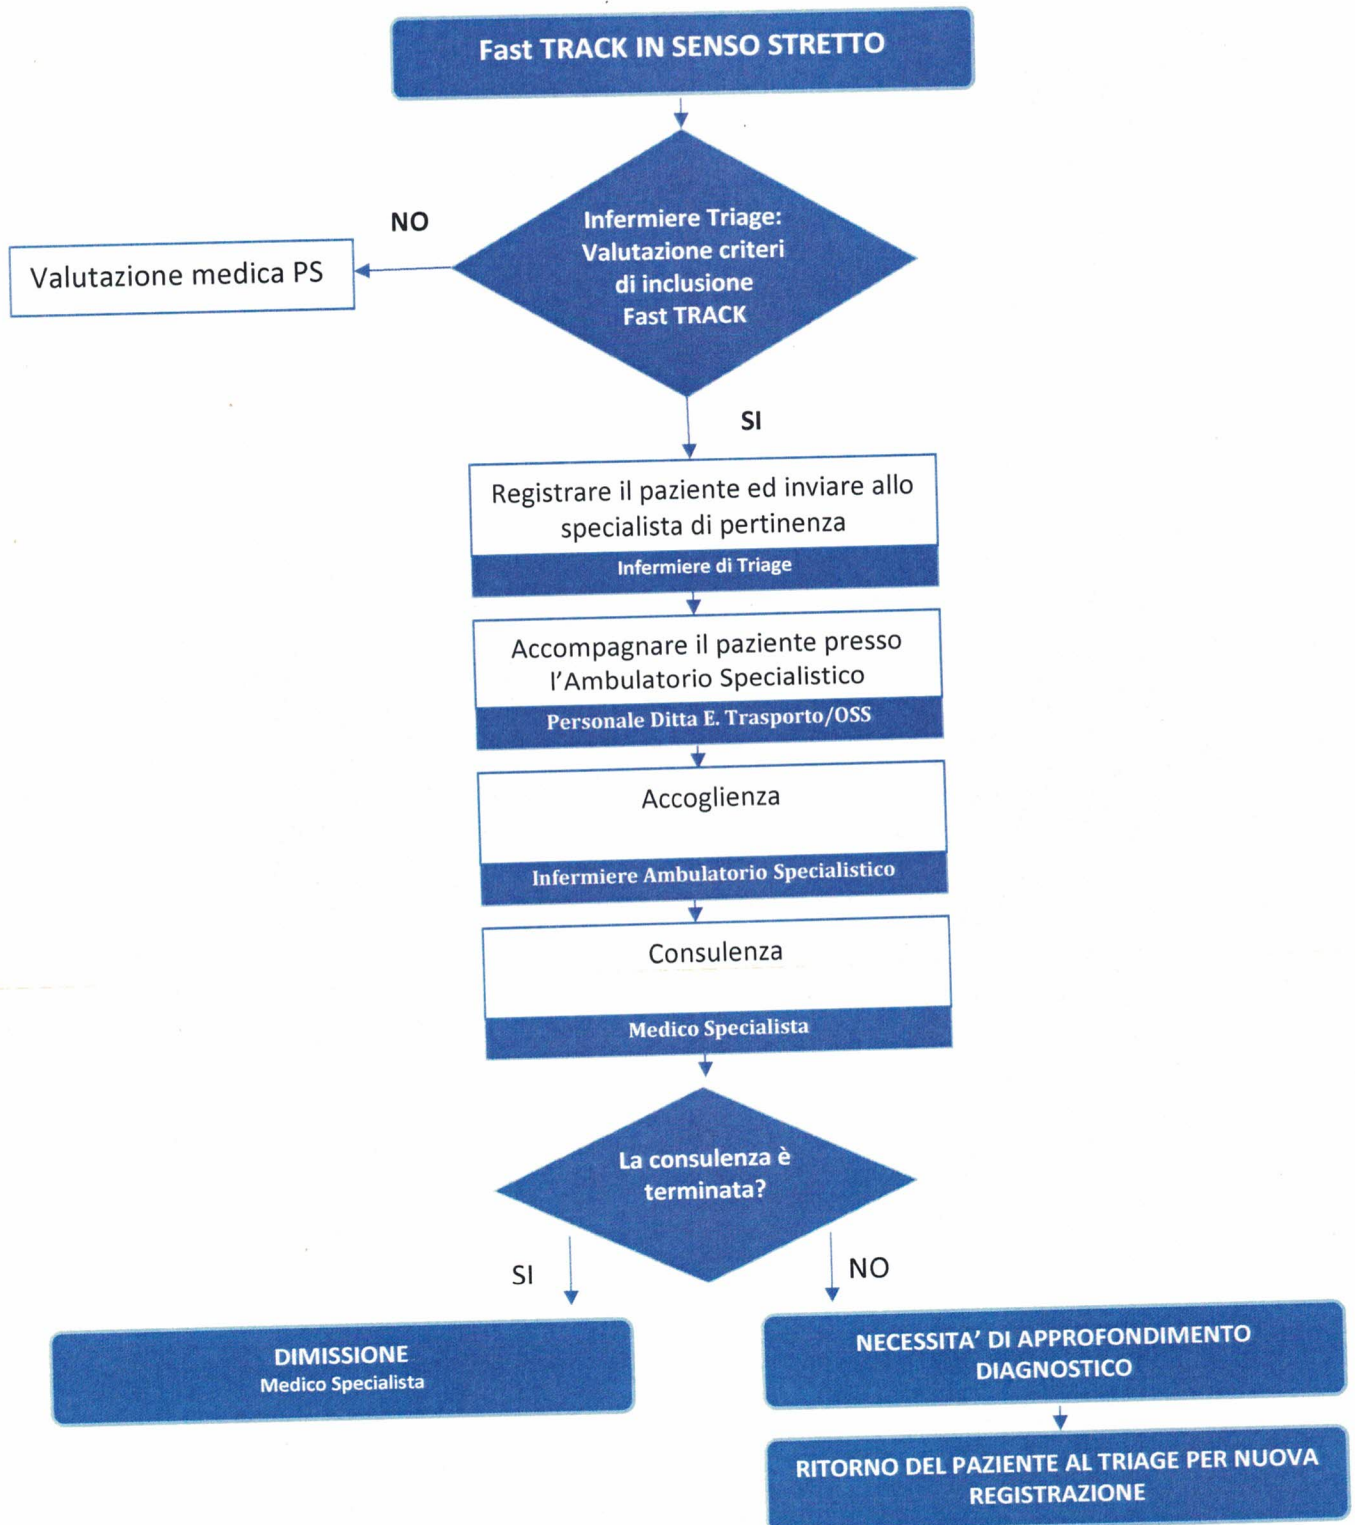 Fast TRACK IN SENSO STRETTO
Infermiere Triage:
Valutazione criteri
di inclusione
Fast TRACK
NO
Valutazione medica PS
SI
Registrare il paziente ed inviare allo
specialista di pertinenza
Infermiere di Triage
Accompagnare il paziente presso
l'Ambulatorio Specialistico
Personale Ditta E. Trasporto/OSS
Accoglienza
Infermiere Ambulatorio Specialistico
Consulenza
Medico Specialista
La consulenza è
terminata?
SI
NO
DIMISSIONE
Medico Specialista
NECESSITA' DI APPROFONDIMENTO
DIAGNOSTICO
RITORNO DEL PAZIENTE AL TRIAGE PER NUOVA
REGISTRAZIONE